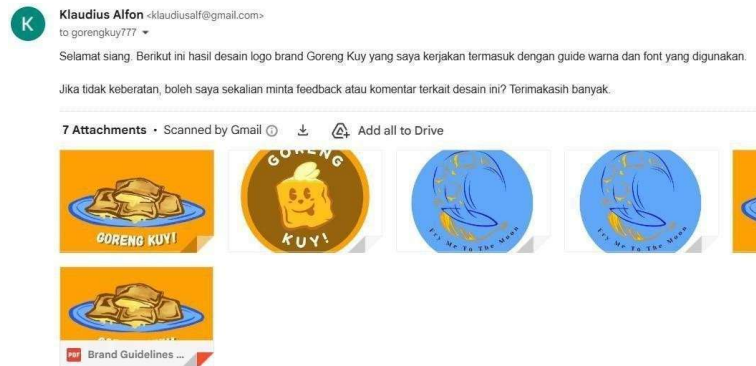 K
Klaudius Alfon <klaudiusalf@gmail.com>
to gorengkuy777
Selamat siang. Berikut ini hasil desain logo brand Goreng Kuy yang saya kerjakan termasuk dengan guide warna dan font yang digunakan.
Jika tidak keberatan, boleh saya sekalian minta feedback atau komentar terkait desain ini? Terimakasih banyak.
7 Attachments • Scanned by Gmail
Add all to Drive
GORENG KUY!
GORENG
KUY!
Fry Me To The Moon
Fry Me To The Moon
PDF Brand Guidelines ...